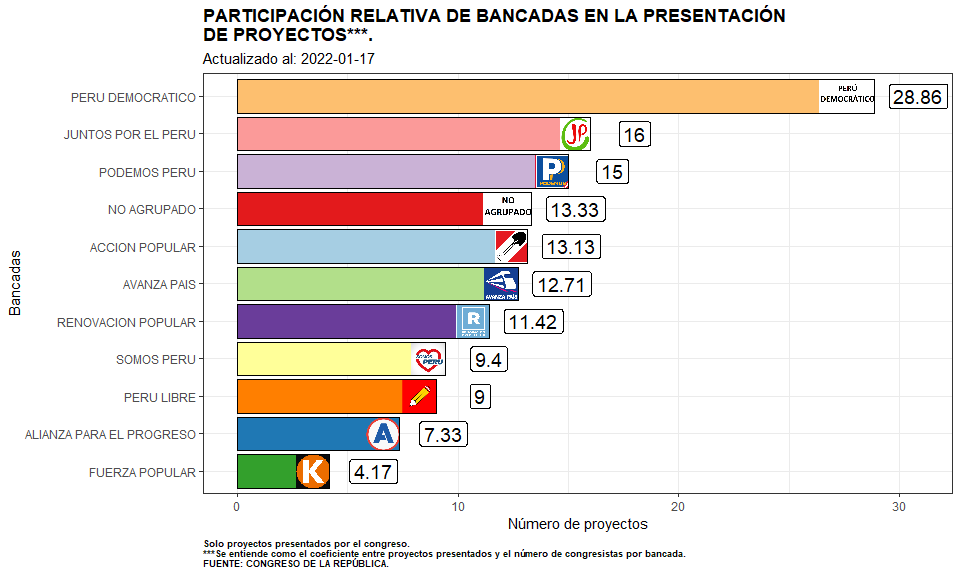 PARTICIPACIÓN RELATIVA DE BANCADAS EN LA PRESENTACIÓN
DE PROYECTOS***.
Actualizado al: 2022-01-17
Bancadas
PERU DEMOCRATICO
PERÚ
DEMOCRÁTICO
28.86
JUNTOS POR EL PERU
JP
16
PODEMOS PERU
P
PODEMOS
15
NO AGRUPADO
NO
AGRUPADO
13.33
ACCION POPULAR
13.13
AVANZA PAIS
AVANZA PAÍS
12.71
RENOVACION POPULAR
R
11.42
SOMOS PERU
SOMOS
PERU
9.4
PERU LIBRE
9
ALIANZA PARA EL PROGRESO
A
7.33
FUERZA POPULAR
K
4.17
0 10 20 30
Número de proyectos
Solo proyectos presentados por el congreso.
***Se entiende como el coeficiente entre proyectos presentados y el número de congresistas por bancada.
FUENTE: CONGRESO DE LA REPÚBLICA.